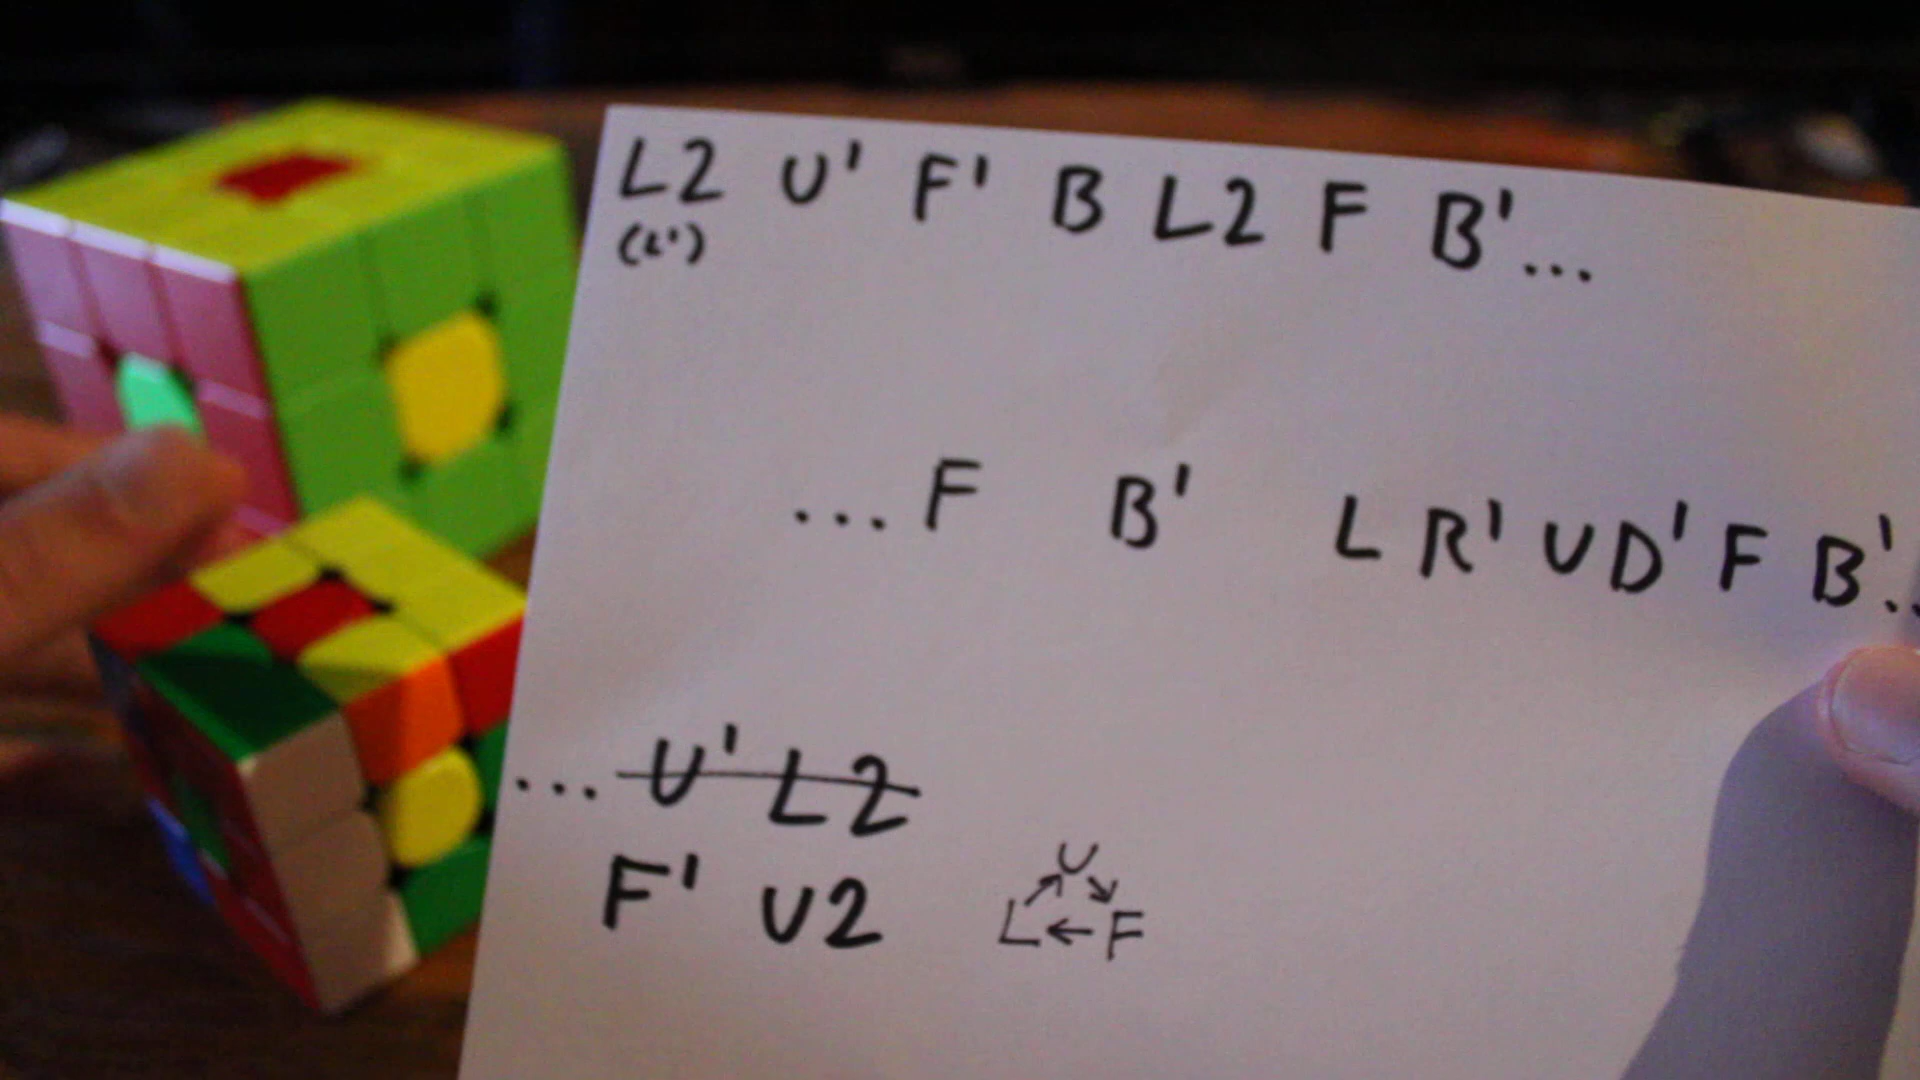 L2 U' F' B L2 F B'...
(L')
...F B' L R' U D' F B'..
...U' L2
F' U2
U
L F